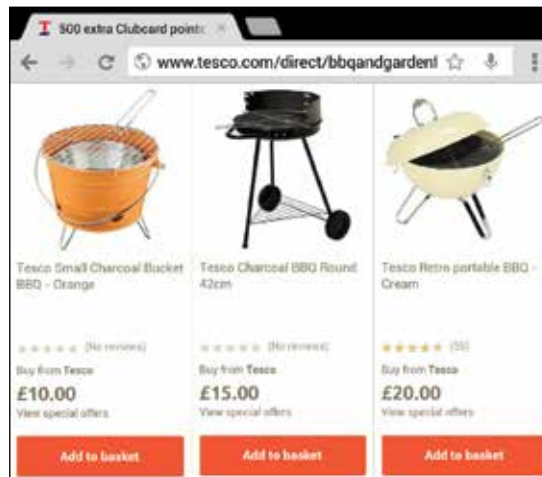 500 extra Clubcard points
www.tesco.com/direct/bbqandgarden
Tesco Small Charcoal Bucket
BBQ - Orange
(No reviews)
Buy from Tesco
£10.00
View special offers
Add to basket
Tesco Charcoal BBQ Round
42cm
(No reviews)
Buy from Tesco
£15.00
View special offers
Add to basket
Tesco Retro portable BBQ -
Cream
Buy from Tesco
£20.00
View special offers
Add to basket